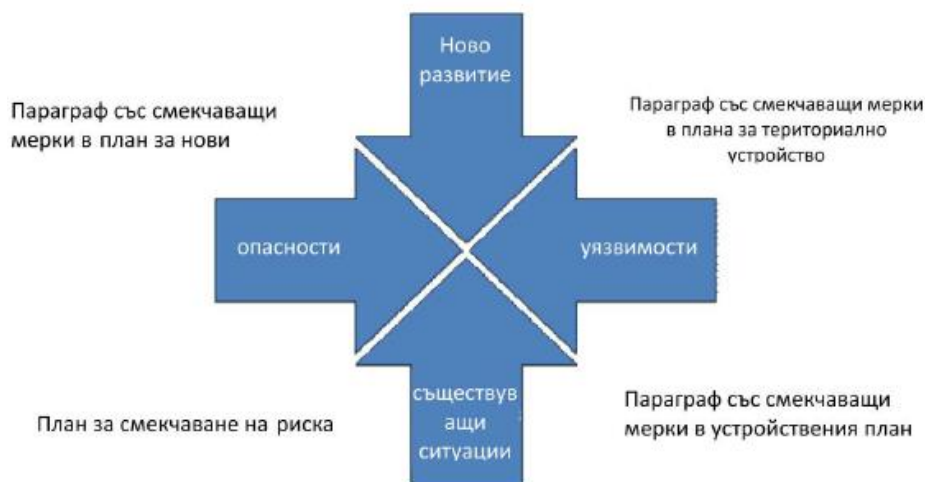 Ново
развитие
Параграф със смекчаващи
мерки в план за нови
Параграф със смекчаващи мерки
в плана за териториално
устройство
опасности
уязвимости
съществув
ащи
ситуации
План за смекчаване на риска
Параграф със смекчаващи
мерки в устройствения план